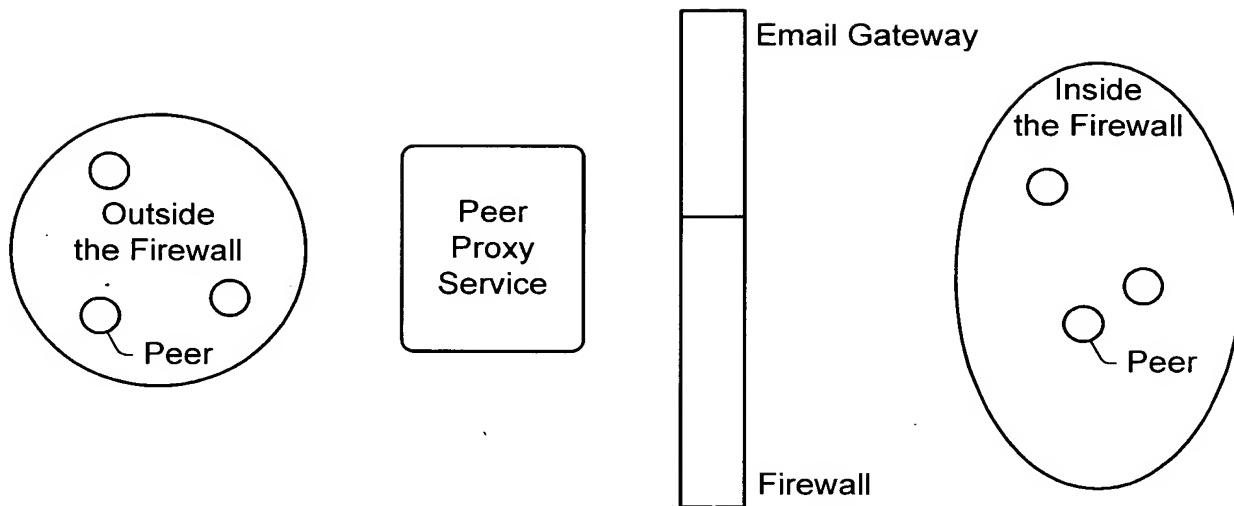 Email Gateway
Inside
the Firewall
Outside
the Firewall
Peer
Peer
Proxy
Service
Peer
Firewall